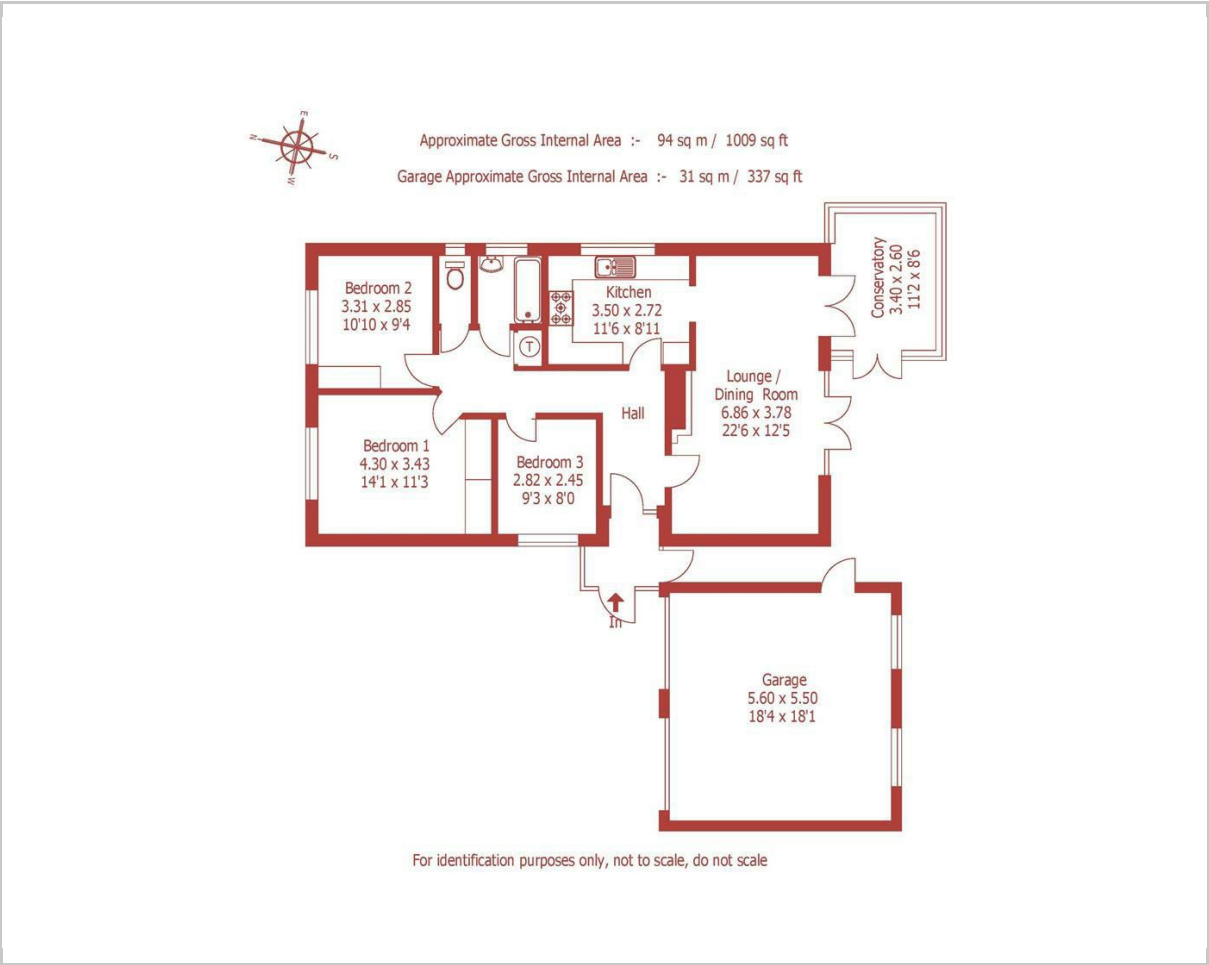 E
N
S
W
Approximate Gross Internal Area :- 94 sq m / 1009 sq ft
Garage Approximate Gross Internal Area :- 31 sq m / 337 sq ft
Bedroom 2
3.31 x 2.85
10'10 x 9'4
Kitchen
3.50 x 2.72
11'6 x 8'11
Conservatory
3.40 x 2.60
11'2 x 8'6
T
Lounge /
Dining Room
6.86 x 3.78
22'6 x 12'5
Hall
Bedroom 1
4.30 x 3.43
14'1 x 11'3
Bedroom 3
2.82 x 2.45
9'3 x 8'0
In
Garage
5.60 x 5.50
18'4 x 18'1
For identification purposes only, not to scale, do not scale